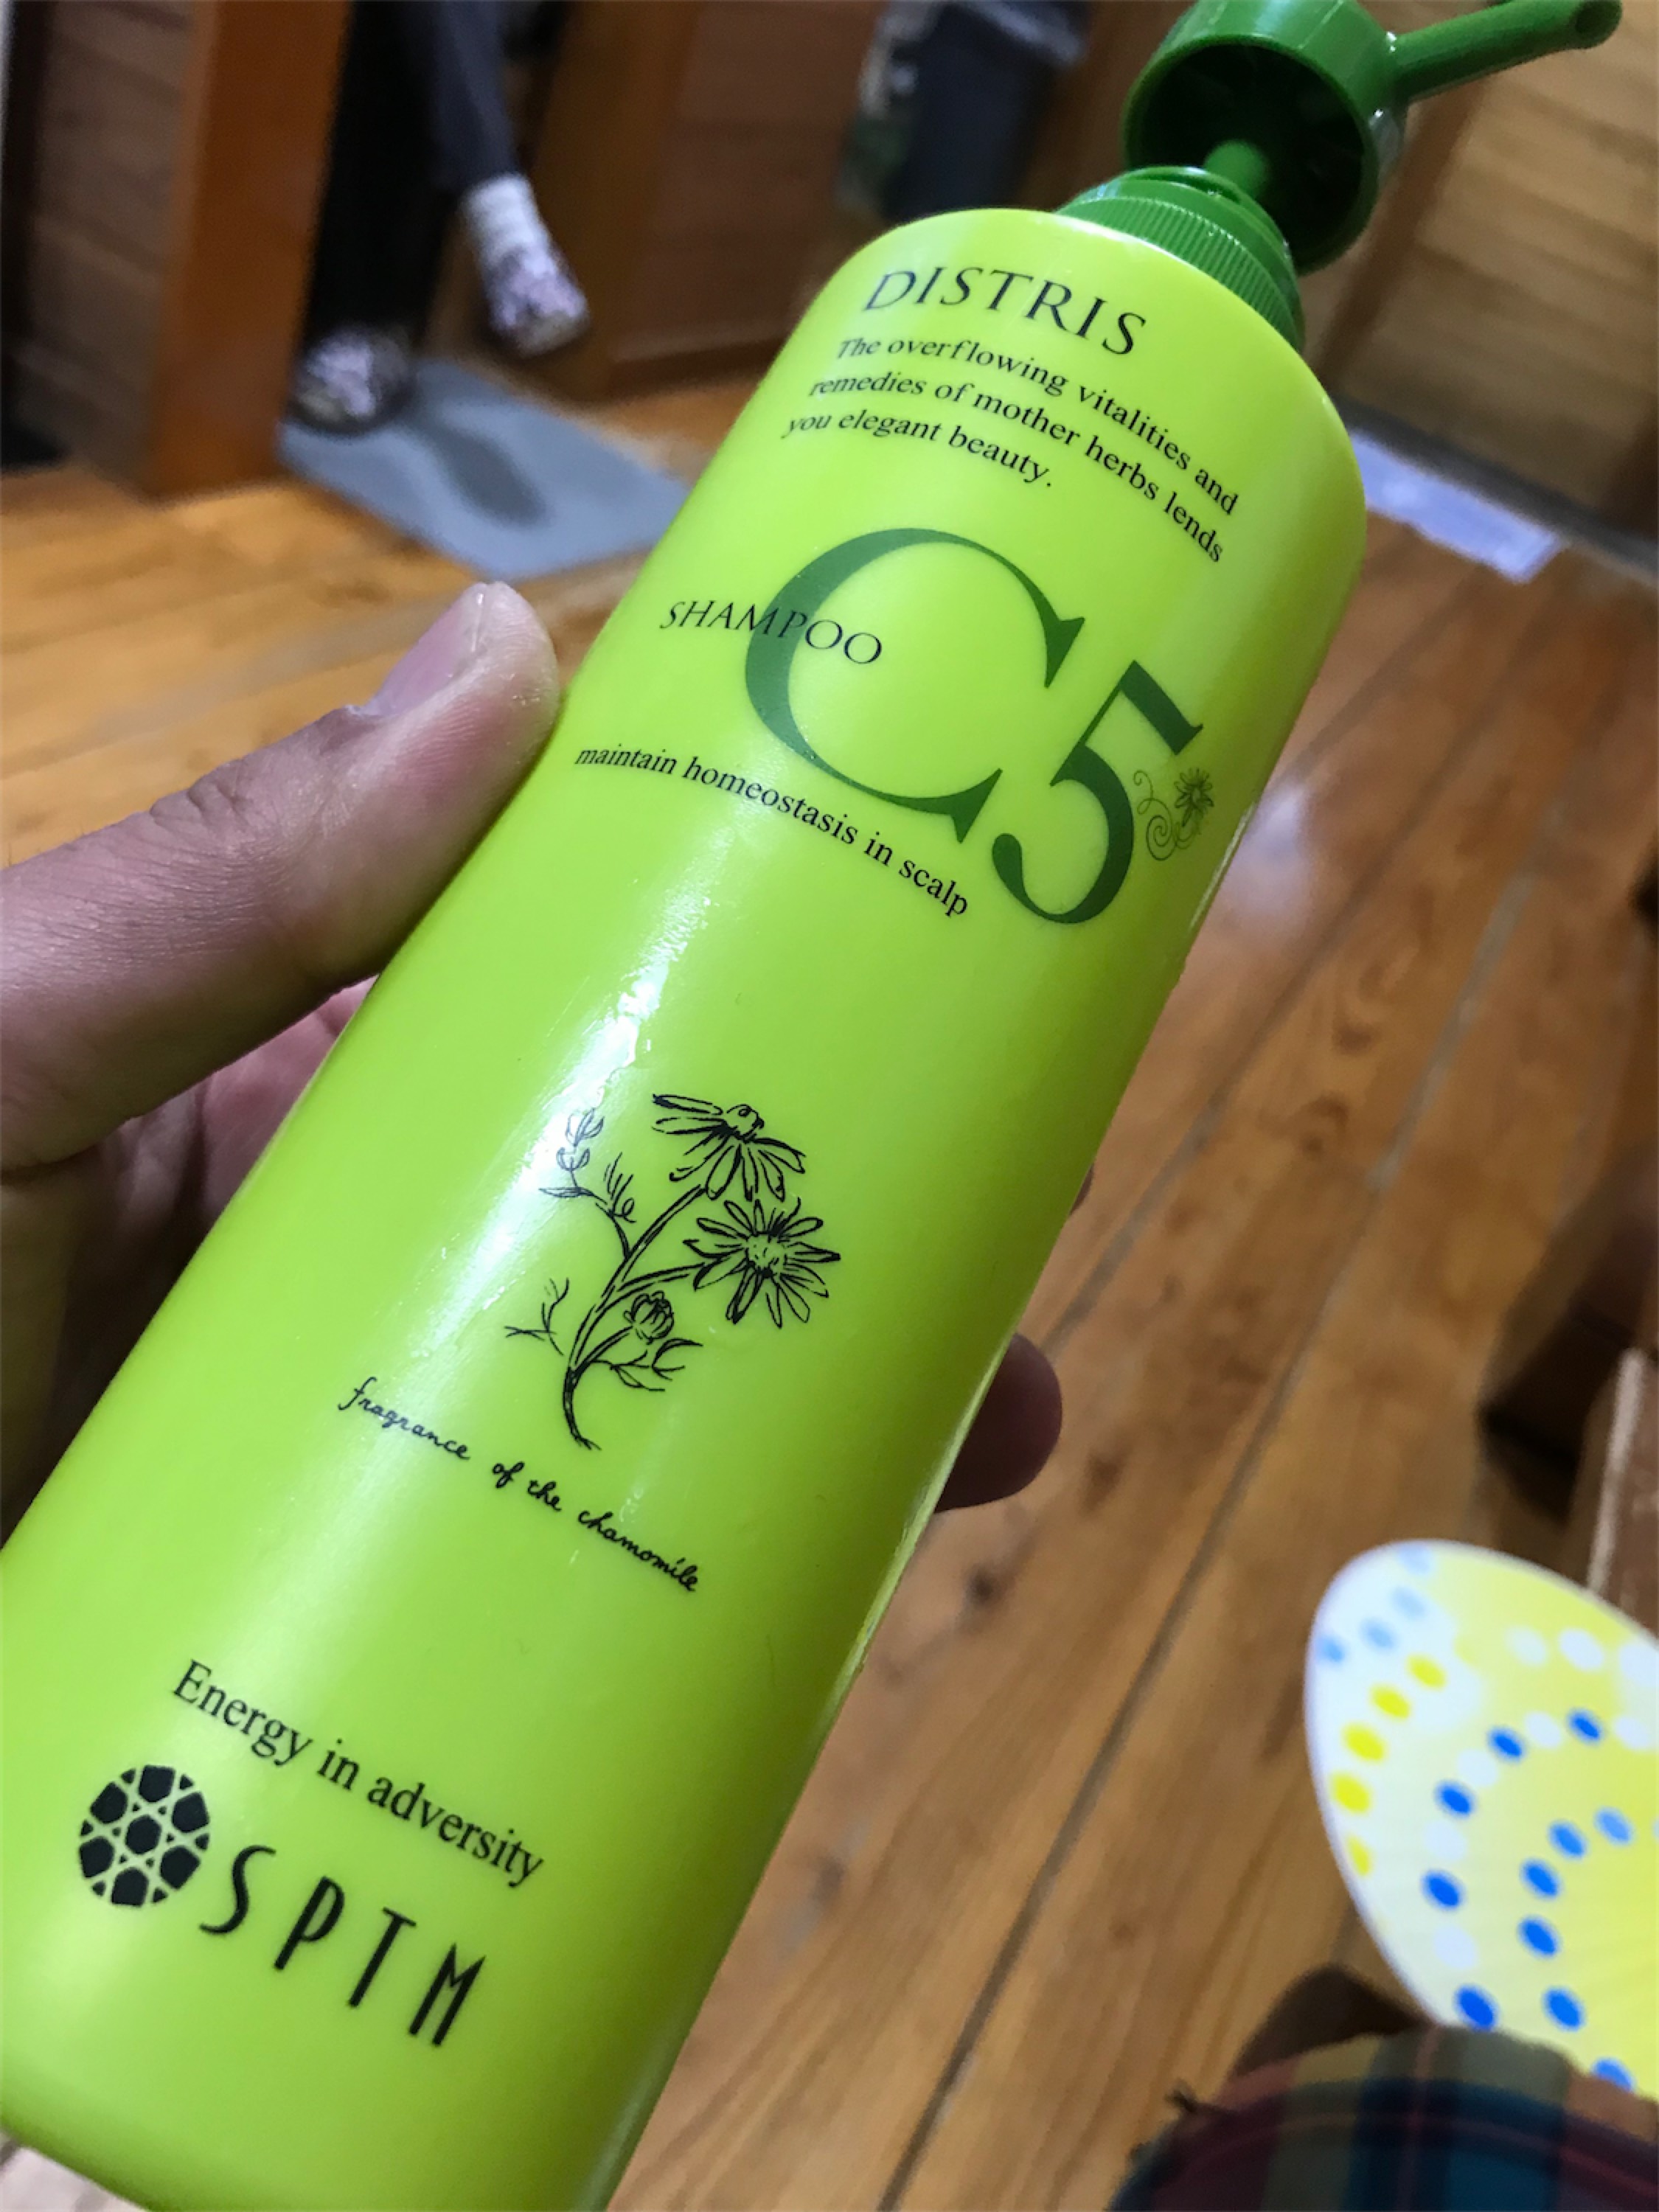 DISTRIS
The overflowing vitalities and
remedies of mother herbs lends
you elegant beauty.
SHAMPOO
C5
maintain homeostasis in scalp
fragrance of the chamomile
Energy in adversity
SPTM